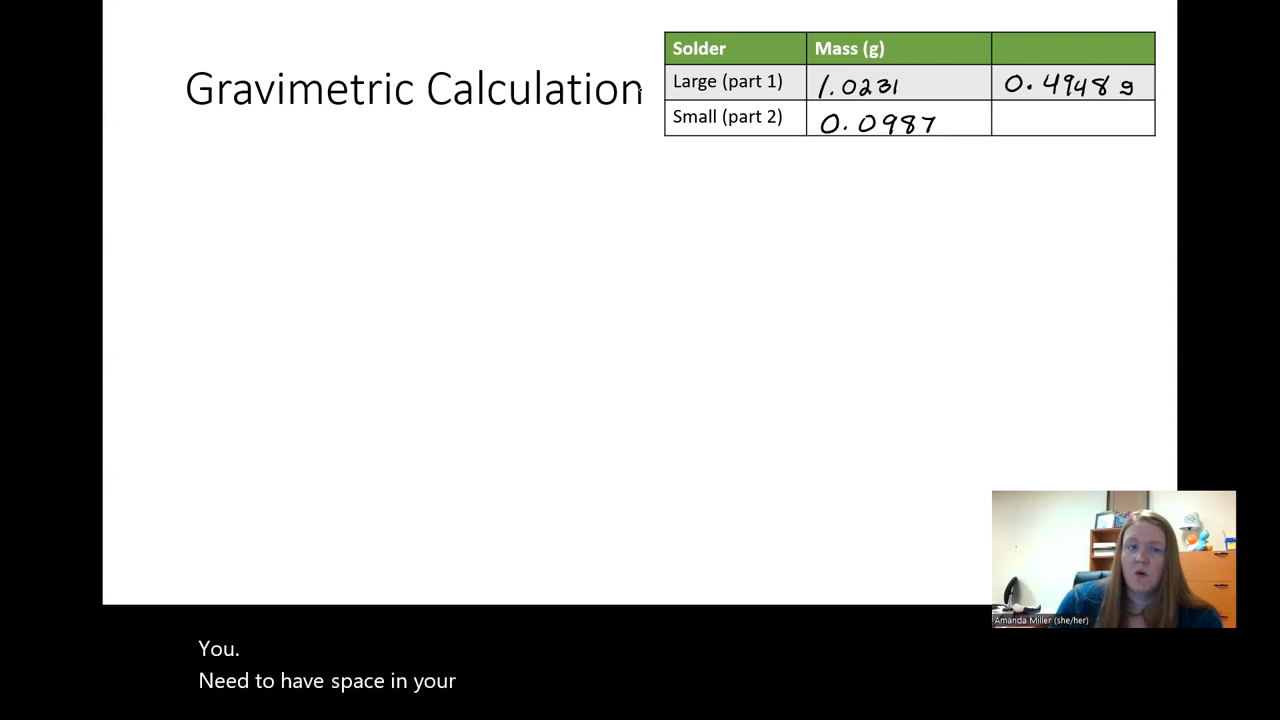 Gravimetric Calculation
Solder Mass (g)
Large (part 1) 1.0231 0.4948 g
Small (part 2) 0.0987
Amanda Miller (she/her)
You.
Need to have space in your